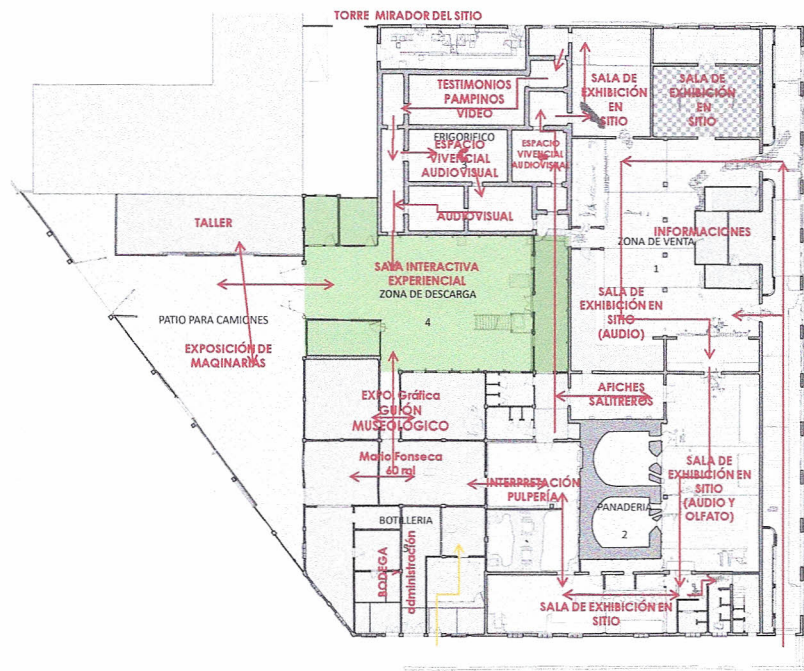 TORRE MIRADOR DEL SITIO
SALA DE
EXHIBICIÓN
EN
SITIO
SALA DE
EXHIBICIÓN
EN
SITIO
TESTIMONIOS
PAMPINOS
VIDEO
FRIGORIFICO
3
ESPACIO
VIVENCIAL
AUDIOVISUAL
ESPACIO
VIVENCIAL
AUDIOVISUAL
AUDIOVISUAL
TALLER
INFORMACIONES
ZONA DE VENTA
1
SALA INTERACTIVA
EXPERIENCIAL
ZONA DE DESCARGA
4
SALA DE
EXHIBICIÓN EN
SITIO
(AUDIO)
PATIO PARA CAMIONES
EXPOSICIÓN DE
MAQINARIAS
EXPO. Gráfica
GUIÓN
MUSEOLÓGICO
AFICHES
SALITREROS
Mario Fonseca
60 ml
INTERPRETACIÓN
PULPERÍA
SALA DE
EXHIBICIÓN EN
SITIO
(AUDIO Y
OLFATO)
PANADERIA
2
BOTILLERIA
5
BODEGA
administración
SALA DE EXHIBICIÓN EN
SITIO